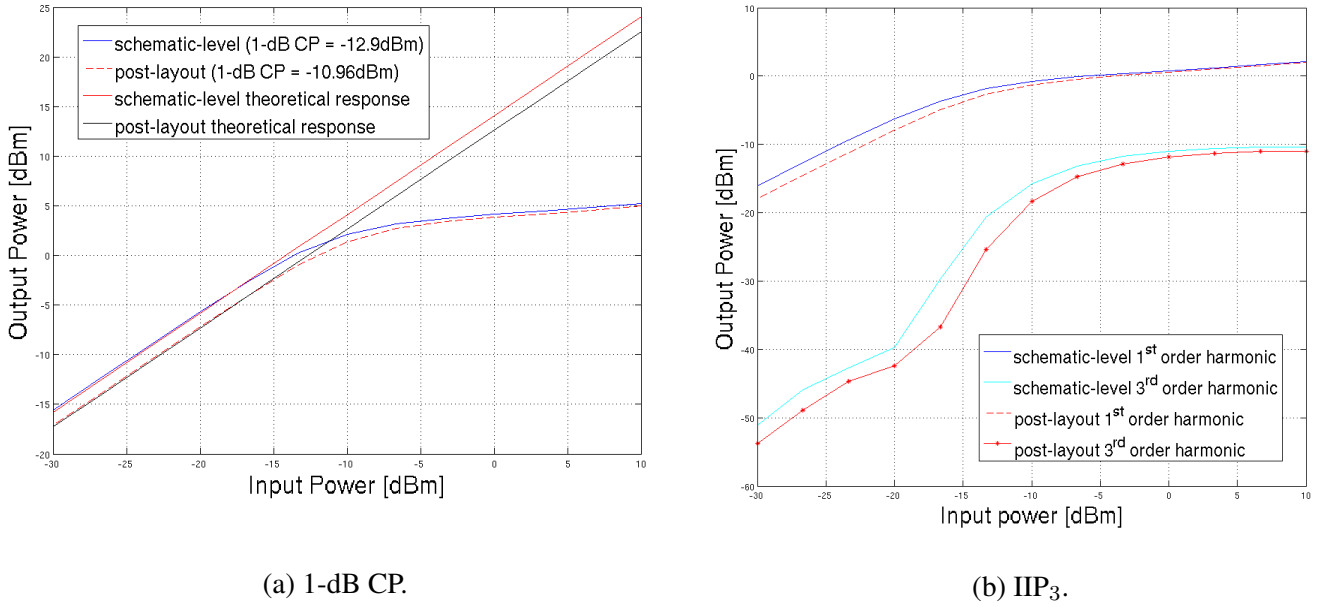 25
20
15
10
5
0
-5
-10
-15
-20
-30
-25
-20
-15
-10
-5
0
5
10
Output Power [dBm]
Input Power [dBm]
schematic-level (1-dB CP = -12.9dBm)
post-layout (1-dB CP = -10.96dBm)
schematic-level theoretical response
post-layout theoretical response
(a) 1-dB CP.
10
0
-10
-20
-30
-40
-50
-60
-30
-25
-20
-15
-10
-5
0
5
10
Output Power [dBm]
Input power [dBm]
schematic-level 1st order harmonic
schematic-level 3rd order harmonic
post-layout 1st order harmonic
post-layout 3rd order harmonic
(b) IIP3.